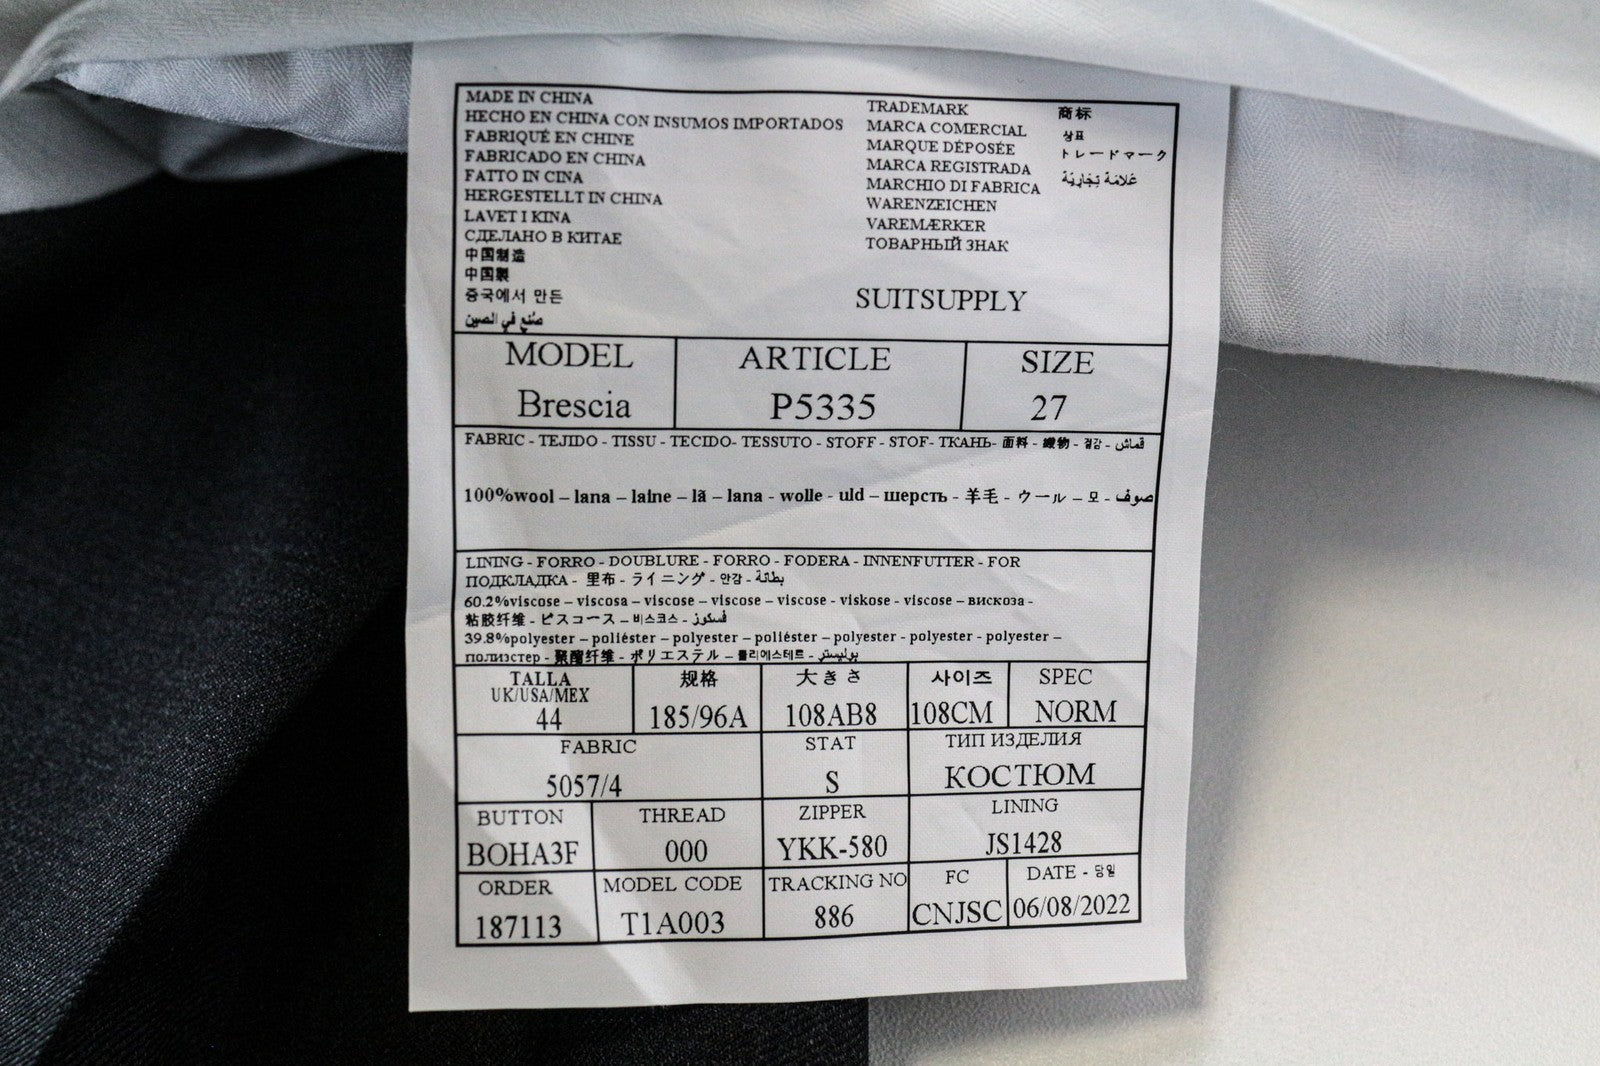 MADE IN CHINA
HECHO EN CHINA CON INSUMOS IMPORTADOS
FABRIQUÉ EN CHINE
FABRICADO EN CHINA
FATTO IN CINA
HERGESTELLT IN CHINA
LAVET I KINA
СДЕЛАНО В КИТАЕ
中国制造
中国製
중국에서 만든
صُنع في الصين
TRADEMARK
MARCA COMERCIAL
MARQUE DÉPOSÉE
MARCA REGISTRADA
MARCHIO DI FABRICA
WARENZEICHEN
VAREMÆRKER
ТОВАРНЫЙ ЗНАК
商标
상표
トレードマーク
عَلامَة تِجَارِيّة
SUITSUPPLY
MODEL
Brescia
ARTICLE
P5335
SIZE
27
FABRIC - TEJIDO - TISSU - TECIDO- TESSUTO - STOFF - STOF- ТКАНЬ- 面料 - 織物 - 겉감 - قماش
100%wool – lana – laine – lã – lana - wolle - uld – шерсть - 羊毛 - ウール – 모 - صوف
LINING - FORRO - DOUBLURE - FORRO - FODERA - INNENFUTTER - FOR
ПОДКЛАДКА - 里布 - ライニング - 안감 - بطانة
60.2%viscose – viscosa – viscose – viscose – viscose - viskose - viscose – вискоза -
粘胶纤维 - ビスコース – 비스코스 - فسكوز
39.8%polyester – poliéster – polyester – poliéster – polyester - polyester - polyester –
полиэстер - 聚酯纤维 - ポリエステル – 폴리에스테르 - بوليستر
TALLA
UK/USA/MEX
44
规格
185/96A
大きさ
108AB8
사이즈
108CM
SPEC
NORM
FABRIC
5057/4
STAT
S
ТИП ИЗДЕЛИЯ
КОСТЮМ
BUTTON
BOHA3F
THREAD
000
ZIPPER
YKK-580
LINING
JS1428
ORDER
187113
MODEL CODE
T1A003
TRACKING NO
886
FC
CNJSC
DATE - 당일
06/08/2022